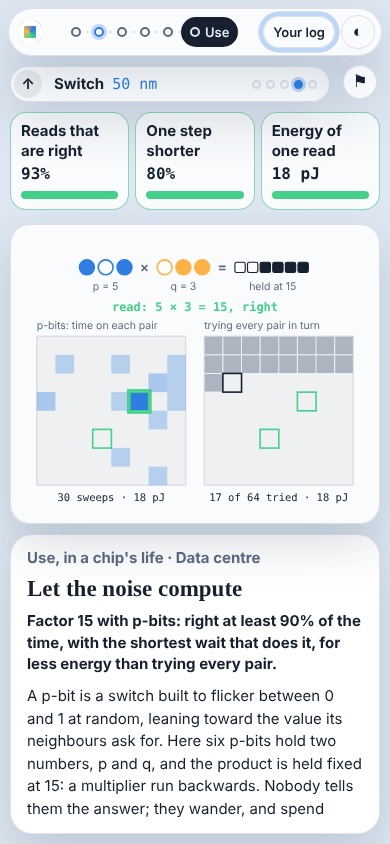 Use
Your log
Switch 50 nm
Reads that are right
93%
One step shorter
80%
Energy of one read
18 pJ
× =
p = 5 q = 3 held at 15
read: 5 × 3 = 15, right
p-bits: time on each pair
trying every pair in turn
30 sweeps · 18 pJ
17 of 64 tried · 18 pJ
Use, in a chip's life · Data centre
Let the noise compute
Factor 15 with p-bits: right at least 90% of the
time, with the shortest wait that does it, for
less energy than trying every pair.
A p-bit is a switch built to flicker between 0
and 1 at random, leaning toward the value its
neighbours ask for. Here six p-bits hold two
numbers, p and q, and the product is held fixed
at 15: a multiplier run backwards. Nobody tells
them the answer; they wander, and spend